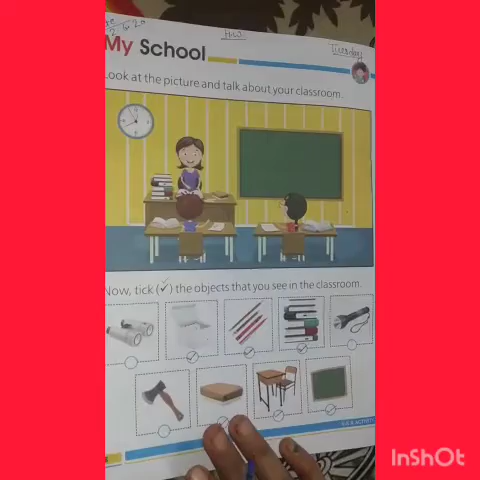 H.W.
Tuesday
My School
Look at the picture and talk about your classroom.
Now, tick (✓) the objects that you see in the classroom.
InShOt